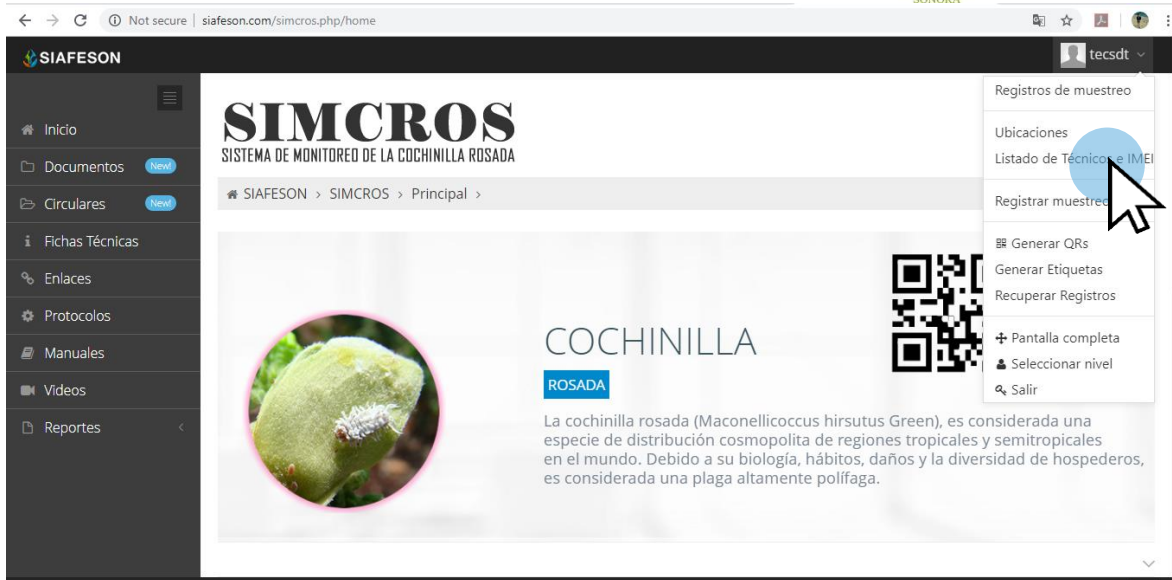 SONORA
Not secure | siafeson.com/simcros.php/home
SIAFESON
tecsdt
Inicio
Documentos New!
Circulares New!
Fichas Técnicas
Enlaces
Protocolos
Manuales
Videos
Reportes
SIMCROS
SISTEMA DE MONITOREO DE LA COCHINILLA ROSADA
SIAFESON > SIMCROS > Principal >
Registros de muestreo
Ubicaciones
Listado de Técnicos e IMEI
Registrar muestreo
Generar QRs
Generar Etiquetas
Recuperar Registros
Pantalla completa
Seleccionar nivel
Salir
COCHINILLA
ROSADA
La cochinilla rosada (Maconellicoccus hirsutus Green), es considerada una
especie de distribución cosmopolita de regiones tropicales y semitropicales
en el mundo. Debido a su biología, hábitos, daños y la diversidad de hospederos,
es considerada una plaga altamente polífaga.